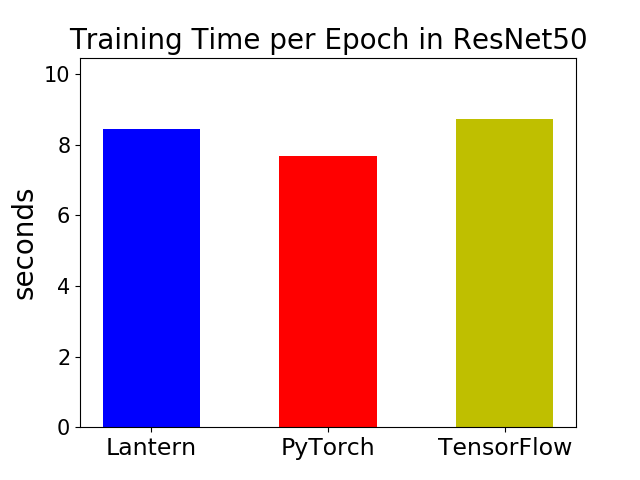 Training Time per Epoch in ResNet50
10
8
6
4
2
0
seconds
Lantern PyTorch TensorFlow